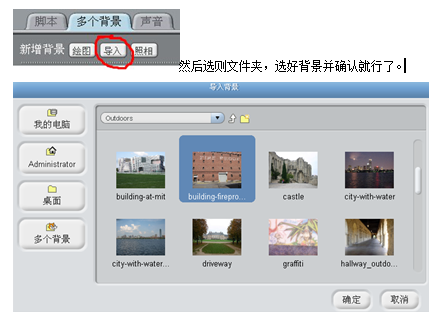 脚本 多个背景 声音
新增背景 绘图 导入 照相
然后选则文件夹，选好背景并确认就行了。
导入背景
我的电脑
Administrator
桌面
多个背景
Outdoors
building-at-mit building-firepro... castle city-with-water
city-with-water... driveway graffiti hallway_outdo...
确定 取消